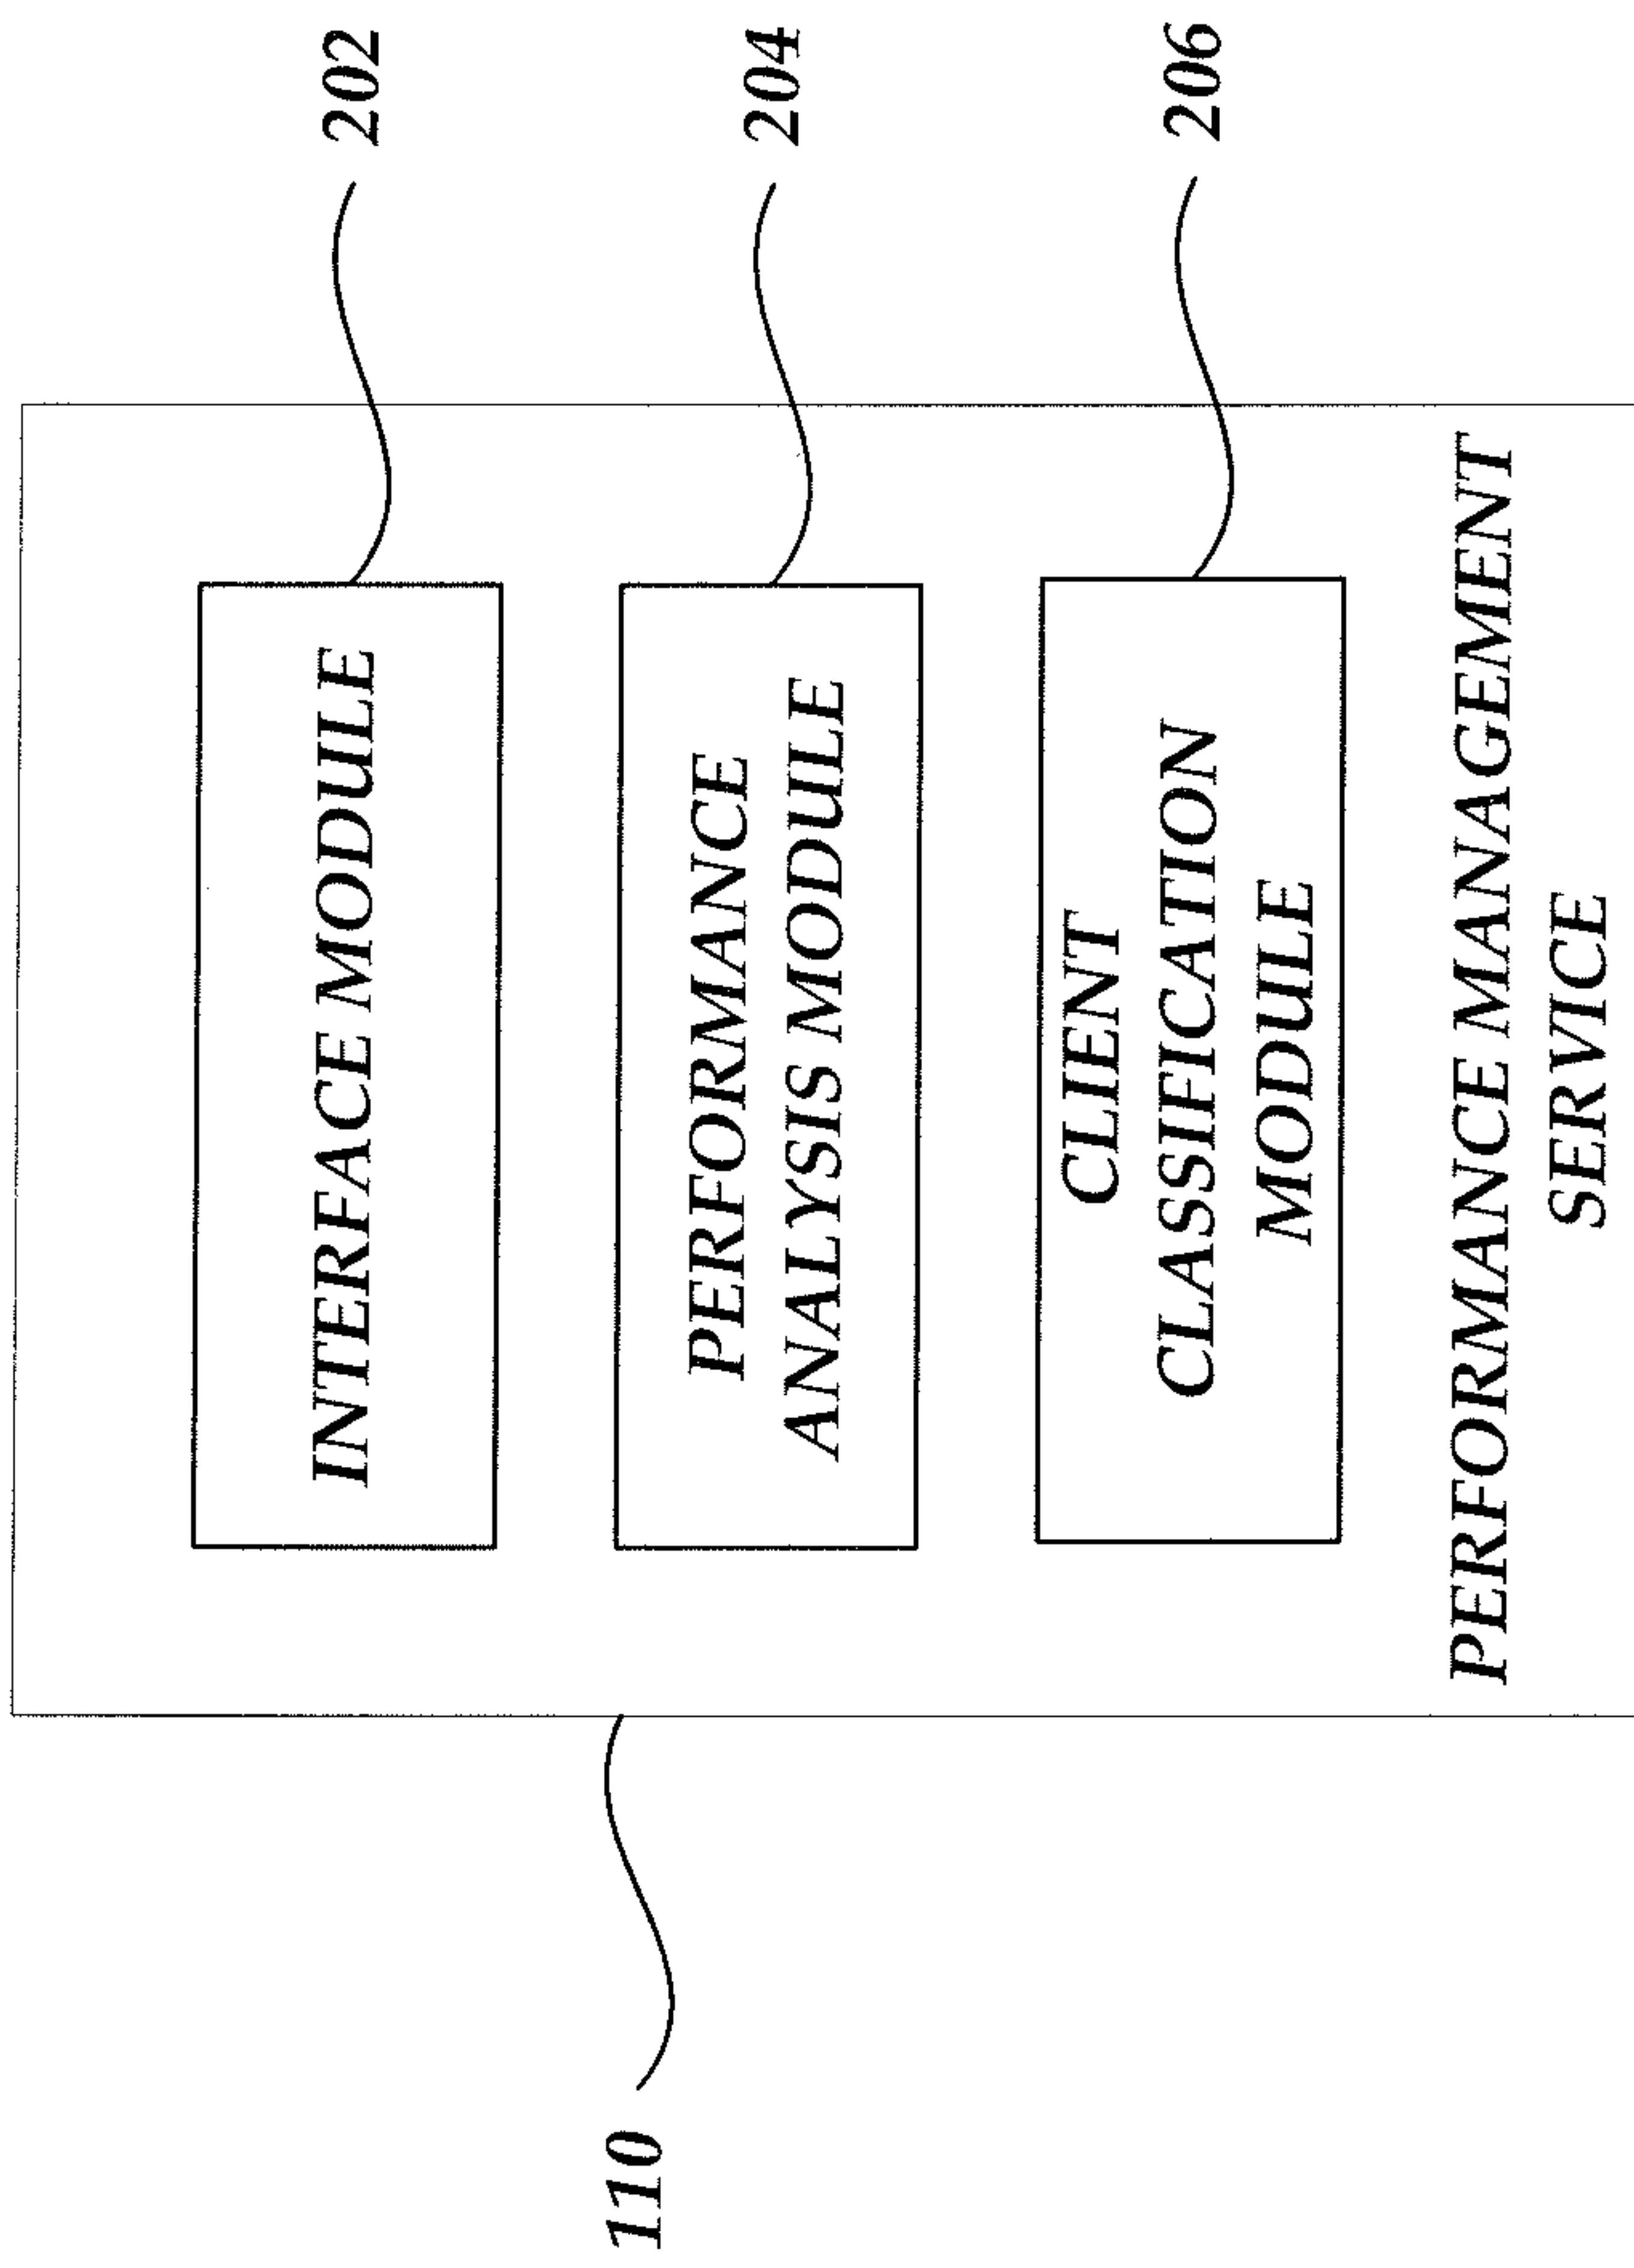 INTERFACE MODULE
202
PERFORMANCE
ANALYSIS MODULE
204
CLIENT
CLASSIFICATION
MODULE
206
PERFORMANCE MANAGEMENT
SERVICE
110